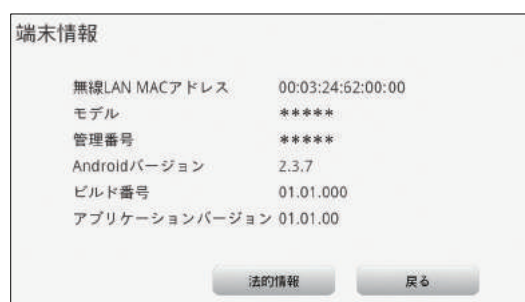 端末情報
無線LAN MACアドレス 00:03:24:62:00:00
モデル *****
管理番号 *****
Androidバージョン 2.3.7
ビルド番号 01.01.000
アプリケーションバージョン 01.01.00
法的情報 戻る